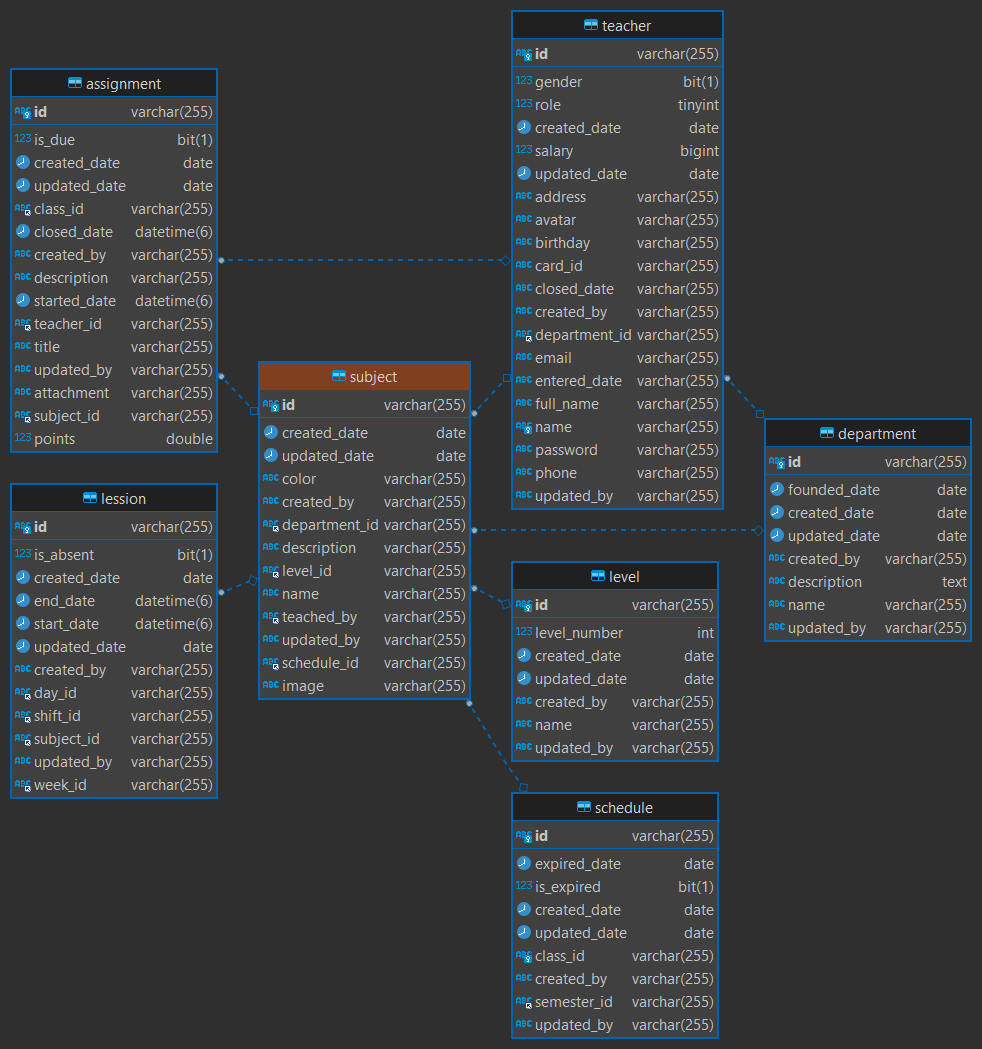 assignment
id varchar(255)
123 is_due bit(1)
created_date date
updated_date date
ABC class_id varchar(255)
closed_date datetime(6)
ABC created_by varchar(255)
ABC description varchar(255)
started_date datetime(6)
ABC teacher_id varchar(255)
ABC title varchar(255)
ABC updated_by varchar(255)
ABC attachment varchar(255)
ABC subject_id varchar(255)
123 points double
lession
ABC id varchar(255)
123 is_absent bit(1)
created_date date
end_date datetime(6)
start_date datetime(6)
updated_date date
ABC created_by varchar(255)
ABC day_id varchar(255)
ABC shift_id varchar(255)
ABC subject_id varchar(255)
ABC updated_by varchar(255)
ABC week_id varchar(255)
subject
ABC id varchar(255)
created_date date
updated_date date
ABC color varchar(255)
ABC created_by varchar(255)
ABC department_id varchar(255)
ABC description varchar(255)
ABC level_id varchar(255)
ABC name varchar(255)
ABC teached_by varchar(255)
ABC updated_by varchar(255)
ABC schedule_id varchar(255)
ABC image varchar(255)
teacher
ABC id varchar(255)
123 gender bit(1)
123 role tinyint
created_date date
123 salary bigint
updated_date date
ABC address varchar(255)
ABC avatar varchar(255)
ABC birthday varchar(255)
ABC card_id varchar(255)
ABC closed_date varchar(255)
ABC created_by varchar(255)
ABC department_id varchar(255)
ABC email varchar(255)
ABC entered_date varchar(255)
ABC full_name varchar(255)
ABC name varchar(255)
ABC password varchar(255)
ABC phone varchar(255)
ABC updated_by varchar(255)
level
ABC id varchar(255)
123 level_number int
created_date date
updated_date date
ABC created_by varchar(255)
ABC name varchar(255)
ABC updated_by varchar(255)
schedule
ABC id varchar(255)
expired_date date
123 is_expired bit(1)
created_date date
updated_date date
ABC class_id varchar(255)
ABC created_by varchar(255)
ABC semester_id varchar(255)
ABC updated_by varchar(255)
department
ABC id varchar(255)
founded_date date
created_date date
updated_date date
ABC created_by varchar(255)
ABC description text
ABC name varchar(255)
ABC updated_by varchar(255)